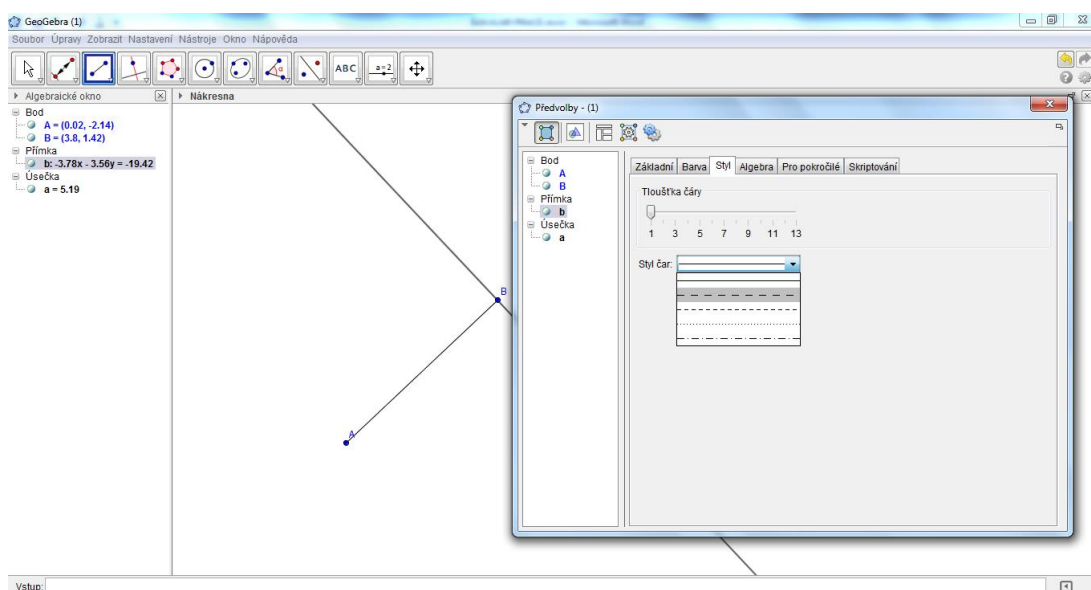 GeoGebra (1)
Soubor Úpravy Zobrazit Nastavení Nástroje Okno Nápověda
ABC
a=2
Algebraické okno
Nákresna
Bod
A = (0.02, -2.14)
B = (3.8, 1.42)
Přímka
b: -3.78x - 3.56y = -19.42
Úsečka
a = 5.19
B
A
Předvolby - (1)
Bod
A
B
Přímka
b
Úsečka
a
Základní Barva Styl Algebra Pro pokročilé Skriptování
Tloušťka čáry
1 3 5 7 9 11 13
Styl čar:
Vstup: